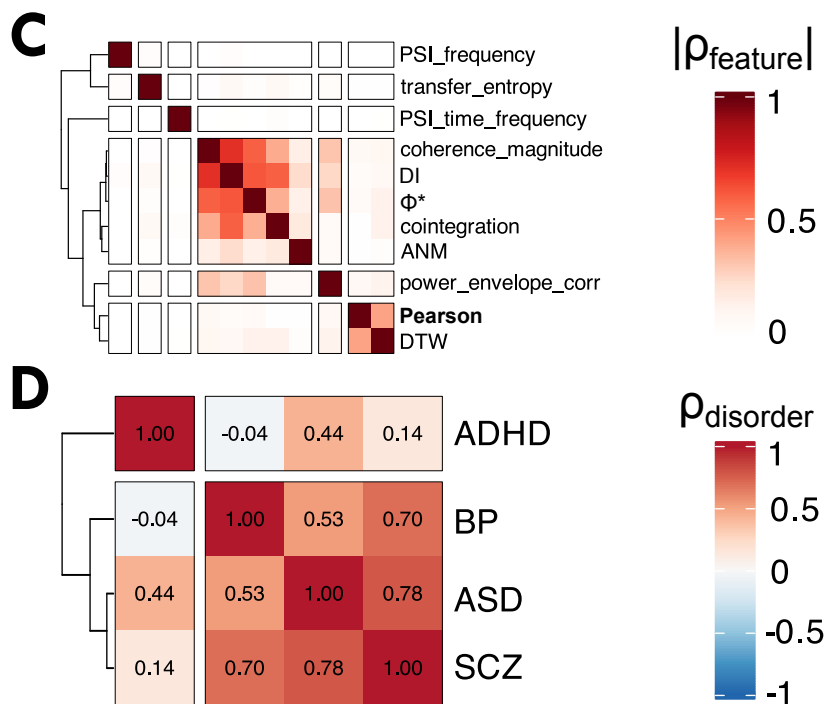 C
PSI_frequency
transfer_entropy
PSI_time_frequency
coherence_magnitude
DI
Φ*
cointegration
ANM
power_envelope_corr
Pearson
DTW
|ρfeature|
1
0.5
0
D
1.00 -0.04 0.44 0.14 ADHD
-0.04 1.00 0.53 0.70 BP
0.44 0.53 1.00 0.78 ASD
0.14 0.70 0.78 1.00 SCZ
ρdisorder
1
0.5
0
-0.5
-1